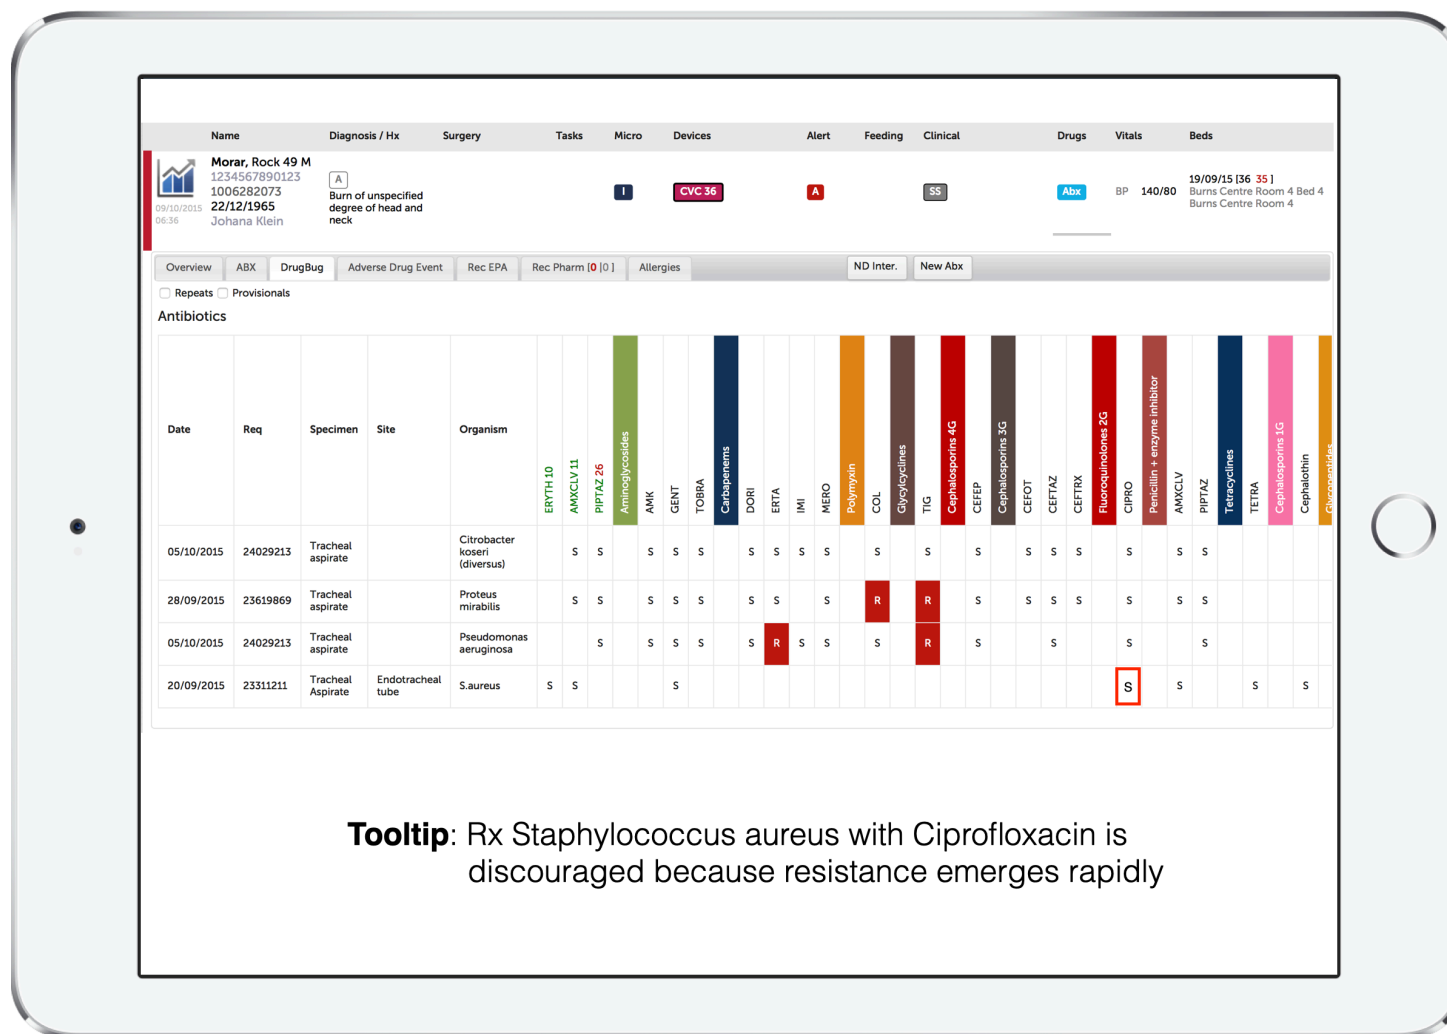 Name Diagnosis / Hx Surgery Tasks Micro Devices Alert Feeding Clinical Drugs Vitals Beds
Morar, Rock 49 M
1234567890123
1006282073
22/12/1965
Johana Klein
09/10/2015
06:36
A
Burn of unspecified
degree of head and
neck
I
CVC 36
A
SS
Abx
BP 140/80
19/09/15 [36 35 ]
Burns Centre Room 4 Bed 4
Burns Centre Room 4
Overview ABX DrugBug Adverse Drug Event Rec EPA Rec Pharm [0 |0 ] Allergies ND Inter. New Abx
Repeats Provisionals
Antibiotics
Date Req Specimen Site Organism
ERYTH 10
AMXCLV 11
PIPTAZ 26
Aminoglycosides
AMK
GENT
TOBRA
Carbapenems
DORI
ERTA
IMI
MERO
Polymyxin
COL
Glycylcyclines
TIG
Cephalosporins 4G
CEFEP
Cephalosporins 3G
CEFOT
CEFTAZ
CEFTRX
Fluoroquinolones 2G
CIPRO
Penicillin + enzyme inhibitor
AMXCLV
PIPTAZ
Tetracyclines
TETRA
Cephalosporins 1G
Cephalothin
Glycopeptides
05/10/2015 24029213 Tracheal aspirate Citrobacter koseri (diversus) S S S S S S S S S S S S S S S S S S
28/09/2015 23619869 Tracheal aspirate Proteus mirabilis S S S S S S S S R R S S S S S S S
05/10/2015 24029213 Tracheal aspirate Pseudomonas aeruginosa S S S S S R S S S R S S S S
20/09/2015 23311211 Tracheal Aspirate Endotracheal tube S.aureus S S S S S S S
Tooltip: Rx Staphylococcus aureus with Ciprofloxacin is
discouraged because resistance emerges rapidly